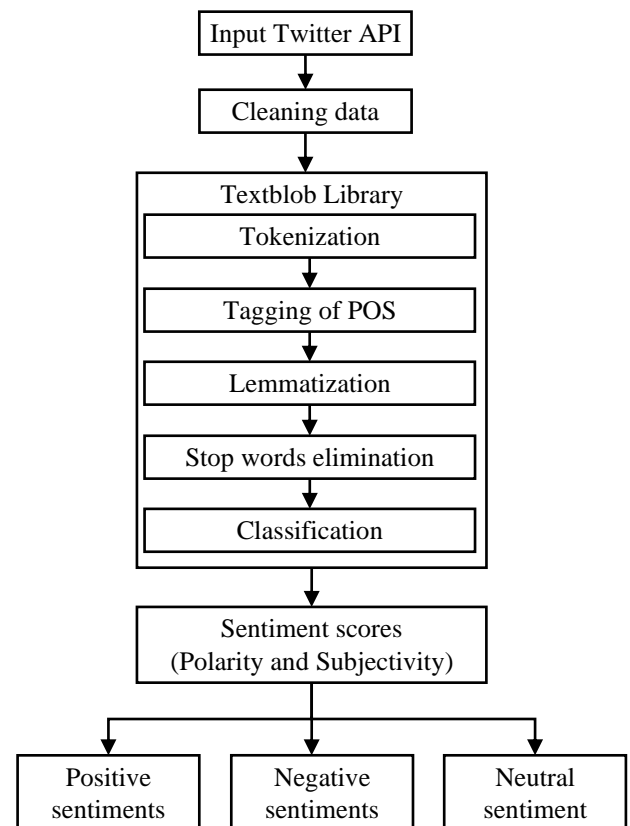 Input Twitter API
Cleaning data
Textblob Library
Tokenization
Tagging of POS
Lemmatization
Stop words elimination
Classification
Sentiment scores
(Polarity and Subjectivity)
Positive
sentiments
Negative
sentiments
Neutral
sentiment